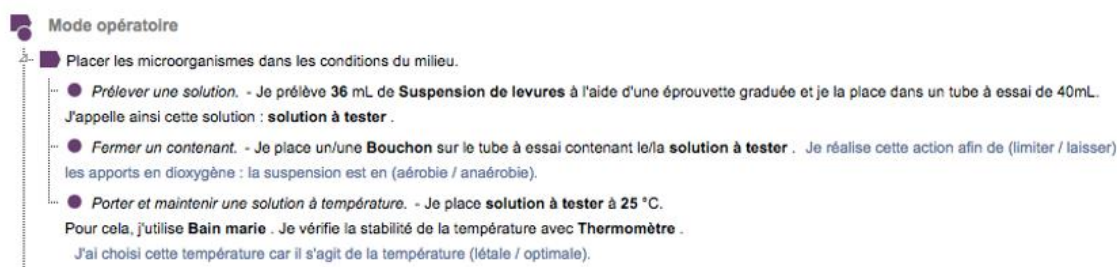 Mode opératoire
Placer les microorganismes dans les conditions du milieu.
Prélever une solution. - Je prélève 36 mL de Suspension de levures à l'aide d'une éprouvette graduée et je la place dans un tube à essai de 40mL.
J'appelle ainsi cette solution : solution à tester .
Fermer un contenant. - Je place un/une Bouchon sur le tube à essai contenant le/la solution à tester . Je réalise cette action afin de (limiter / laisser)
les apports en dioxygène : la suspension est en (aérobie / anaérobie).
Porter et maintenir une solution à température. - Je place solution à tester à 25 °C.
Pour cela, j'utilise Bain marie . Je vérifie la stabilité de la température avec Thermomètre .
J'ai choisi cette température car il s'agit de la température (létale / optimale).